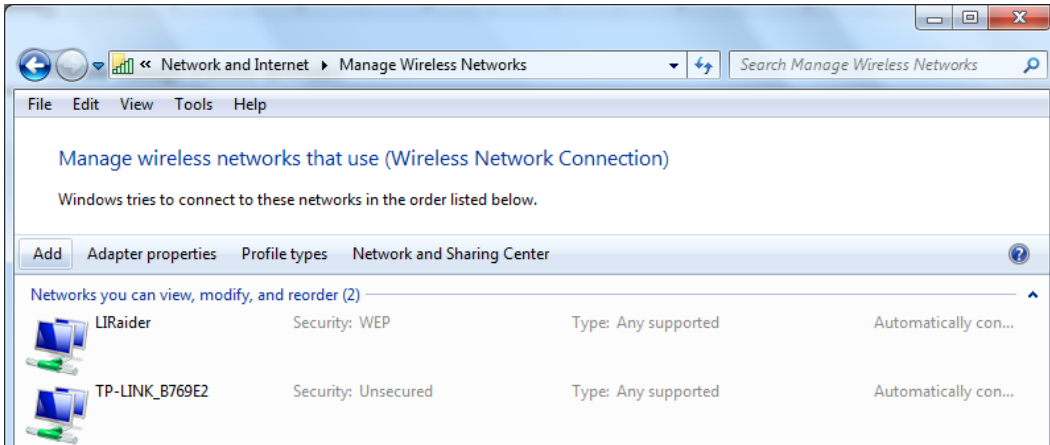 « Network and Internet ▸ Manage Wireless Networks Search Manage Wireless Networks
File Edit View Tools Help
Manage wireless networks that use (Wireless Network Connection)
Windows tries to connect to these networks in the order listed below.
Add Adapter properties Profile types Network and Sharing Center
Networks you can view, modify, and reorder (2)
LIRaider Security: WEP Type: Any supported Automatically con...
TP-LINK_B769E2 Security: Unsecured Type: Any supported Automatically con...